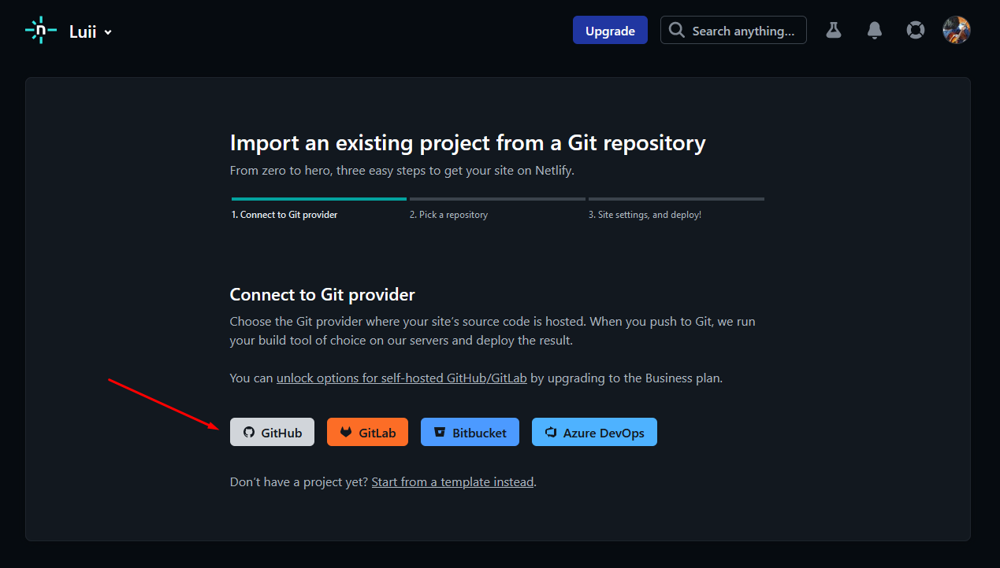 n Luii
Upgrade
Search anything...
Import an existing project from a Git repository
From zero to hero, three easy steps to get your site on Netlify.
1. Connect to Git provider
2. Pick a repository
3. Site settings, and deploy!
Connect to Git provider
Choose the Git provider where your site’s source code is hosted. When you push to Git, we run
your build tool of choice on our servers and deploy the result.
You can unlock options for self-hosted GitHub/GitLab by upgrading to the Business plan.
GitHub
GitLab
Bitbucket
Azure DevOps
Don’t have a project yet? Start from a template instead.